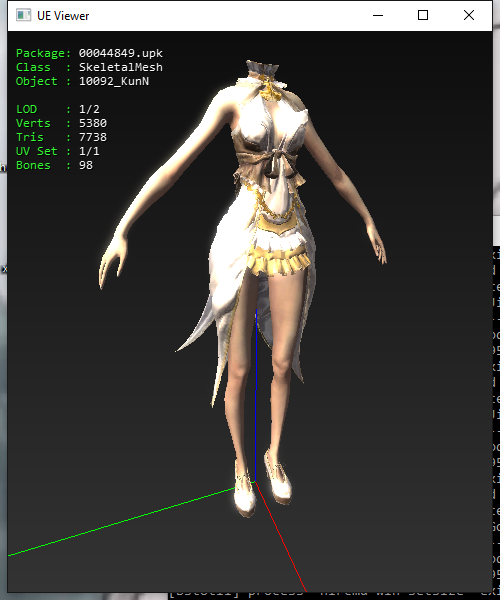 UE Viewer
Package: 00044849.upk
Class : SkeletalMesh
Object : 10092_KunN
LOD : 1/2
Verts : 5380
Tris : 7738
UV Set : 1/1
Bones : 98